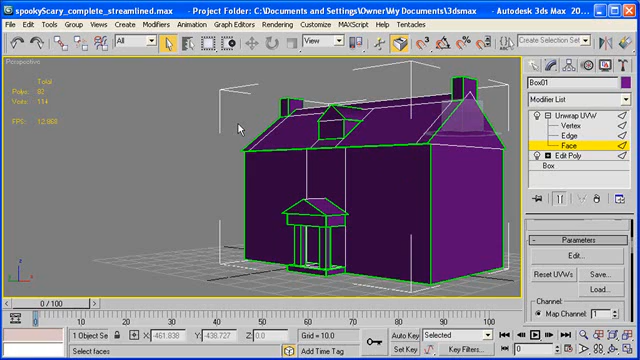 spookyScary_complete_streamlined.max - Project Folder: C:\Documents and Settings\Owner\My Documents\3dsmax - Autodesk 3ds Max 20...
File Edit Tools Group Views Create Modifiers Animation Graph Editors Rendering Customize MAXScript Help Tentacles
All View Create Selection Set
Perspective
Total
Polys: 82
Verts: 114
FPS: 12.968
Box01
Modifier List
Unwrap UVW
Vertex
Edge
Face
Edit Poly
Box
Parameters
Edit...
Reset UVWs Save...
Load...
Channel:
Map Channel: 1
0 / 100
0 10 20 30 40 50 60 70 80 90 100
1 Object Se X: -461.838 Y: -438.727 Z: 0.0 Grid = 10.0 Auto Key Selected
Select faces Add Time Tag Set Key Key Filters... 0